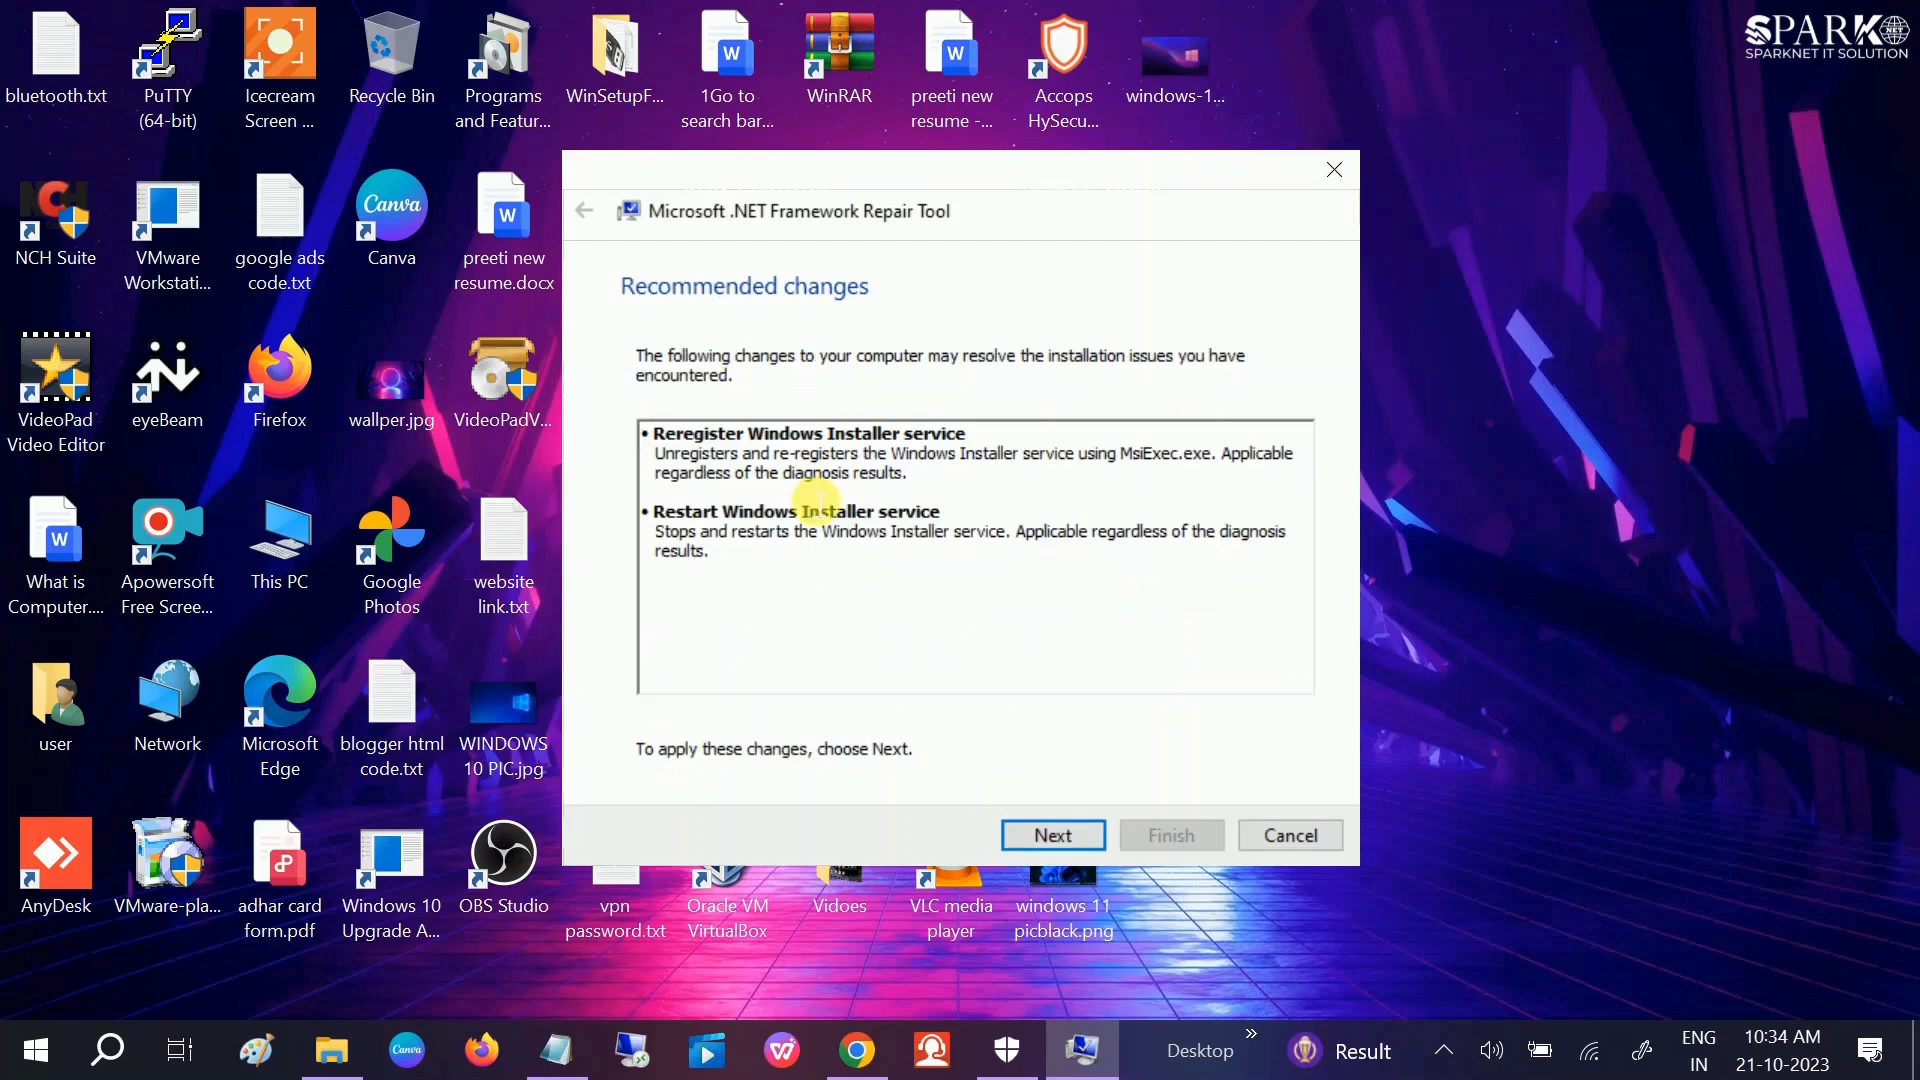 SPARK
NET
SPARKNET IT SOLUTION
bluetooth.txt
PuTTY
(64-bit)
Icecream
Screen ...
Recycle Bin
Programs
and Featur...
WinSetupF...
1Go to
search bar...
WinRAR
preeti new
resume -...
Accops
HySecu...
windows-1...
NCH Suite
VMware
Workstati...
google ads
code.txt
Canva
Canva
preeti new
resume.docx
VideoPad
Video Editor
eyeBeam
Firefox
wallper.jpg
VideoPadV...
What is
Computer....
Apowersoft
Free Scree...
This PC
Google
Photos
website
link.txt
user
Network
Microsoft
Edge
blogger html
code.txt
WINDOWS
10 PIC.jpg
AnyDesk
VMware-pla...
adhar card
form.pdf
Windows 10
Upgrade A...
OBS Studio
vpn
password.txt
Oracle VM
VirtualBox
Vidoes
VLC media
player
windows 11
picblack.png
Microsoft .NET Framework Repair Tool
Recommended changes
The following changes to your computer may resolve the installation issues you have
encountered.
• Reregister Windows Installer service
Unregisters and re-registers the Windows Installer service using MsiExec.exe. Applicable
regardless of the diagnosis results.
• Restart Windows Installer service
Stops and restarts the Windows Installer service. Applicable regardless of the diagnosis
results.
To apply these changes, choose Next.
Next
Finish
Cancel
Canva
Desktop
Result
ENG
IN
10:34 AM
21-10-2023